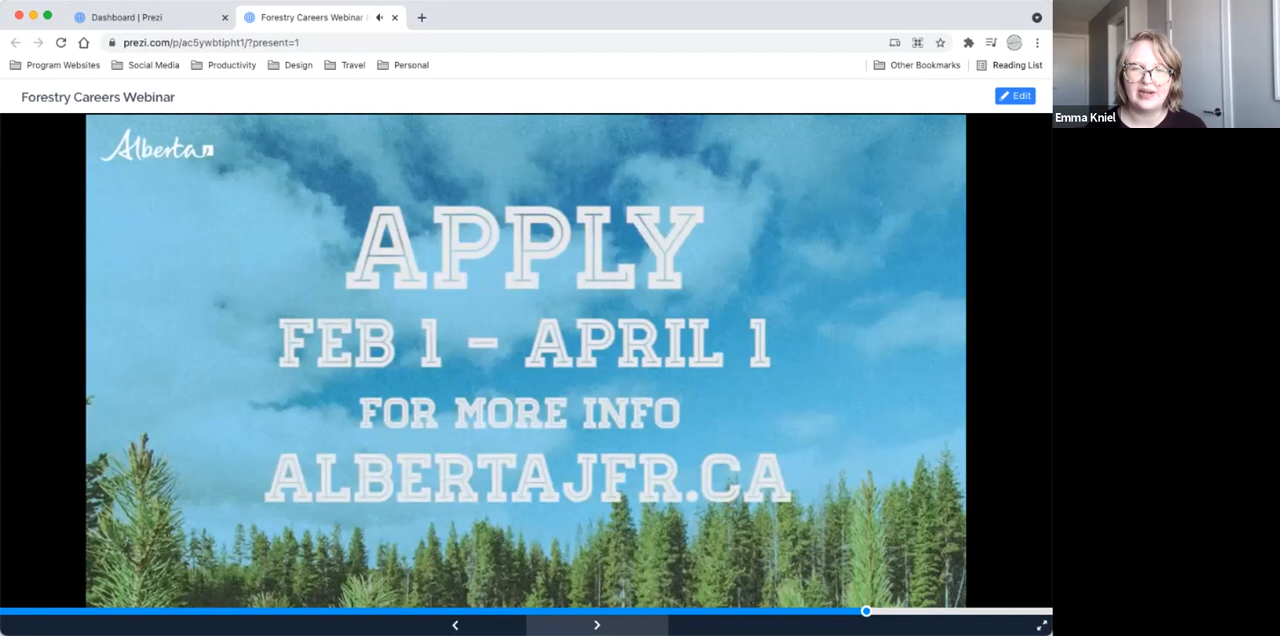 Dashboard | Prezi
Forestry Careers Webinar
prezi.com/p/ac5ywbtipht1/?present=1
Program Websites
Social Media
Productivity
Design
Travel
Personal
Other Bookmarks
Reading List
Forestry Careers Webinar
Edit
Emma Kniel
Alberta
APPLY
FEB 1 - APRIL 1
FOR MORE INFO
ALBERTAJFR.CA